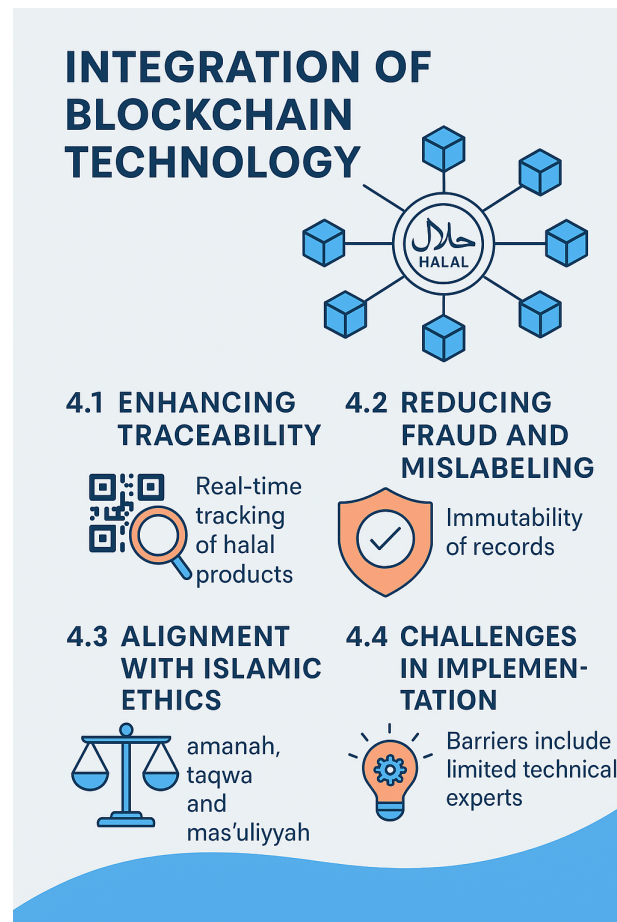 INTEGRATION OF
BLOCKCHAIN
TECHNOLOGY
حلال
HALAL
4.1 ENHANCING
TRACEABILITY
Real-time
tracking
of halal
products
4.2 REDUCING
FRAUD AND
MISLABELING
Immutability
of records
4.3 ALIGNMENT
WITH ISLAMIC
ETHICS
amanah,
taqwa
and
mas’uliyyah
4.4 CHALLENGES
IN IMPLEMEN-
TATION
Barriers include
limited technical
experts